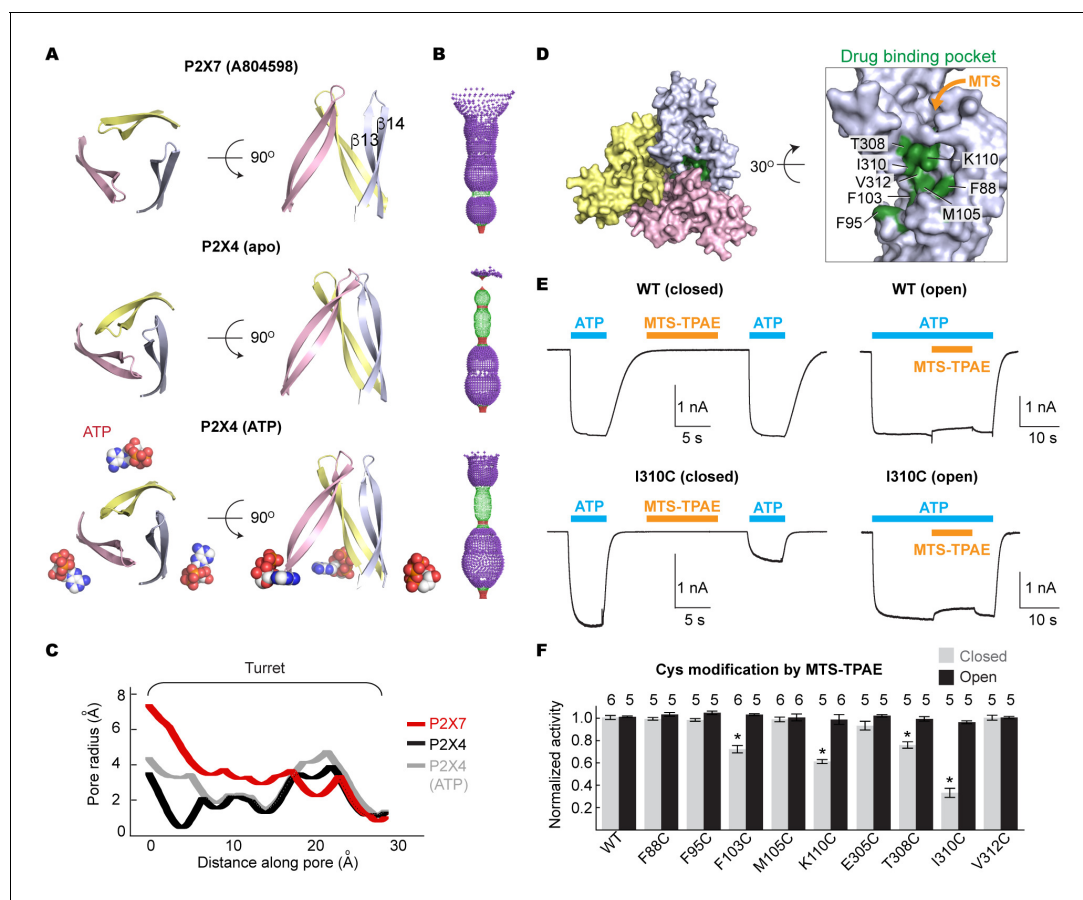 A
P2X7 (A804598)
90°
β13
β14
P2X4 (apo)
90°
P2X4 (ATP)
ATP
90°
B
C
Turret
Pore radius (Å)
8
6
4
2
0
P2X7
P2X4
P2X4
(ATP)
0 10 20 30
Distance along pore (Å)
D
30°
Drug binding pocket
MTS
T308
I310
V312
F103
F95
K110
F88
M105
E
WT (closed)
ATP MTS-TPAE ATP
1 nA
5 s
WT (open)
ATP
MTS-TPAE
1 nA
10 s
I310C (closed)
ATP MTS-TPAE ATP
1 nA
5 s
I310C (open)
ATP
MTS-TPAE
1 nA
10 s
F
Cys modification by MTS-TPAE
Closed
Open
6 5 5 5 5 5 6 5 5 6 6 5 5 5 5 5 5 5 5 5
Normalized activity
1.0
0.8
0.6
0.4
0.2
* * * *
WT F88C F95C F103C M105C K110C E305C T308C I310C V312C